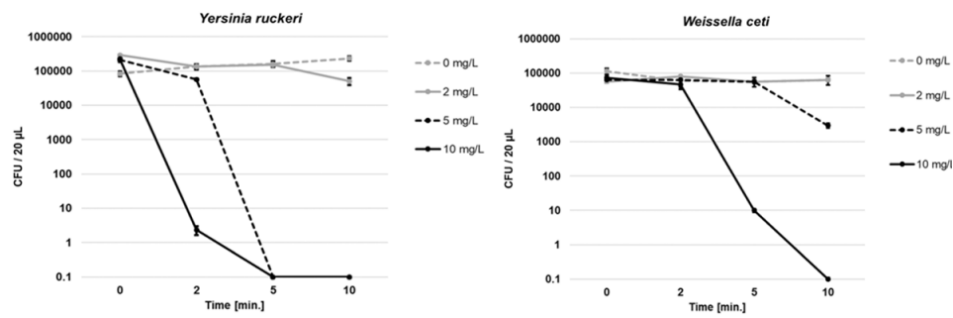 Yersinia ruckeri
CFU / 20 µL
1000000
100000
10000
1000
100
10
1
0.1
0 2 5 10
Time [min.]
0 mg/L
2 mg/L
5 mg/L
10 mg/L
Weissella ceti
CFU / 20 µL
1000000
100000
10000
1000
100
10
1
0.1
0 2 5 10
Time [min.]
0 mg/L
2 mg/L
5 mg/L
10 mg/L